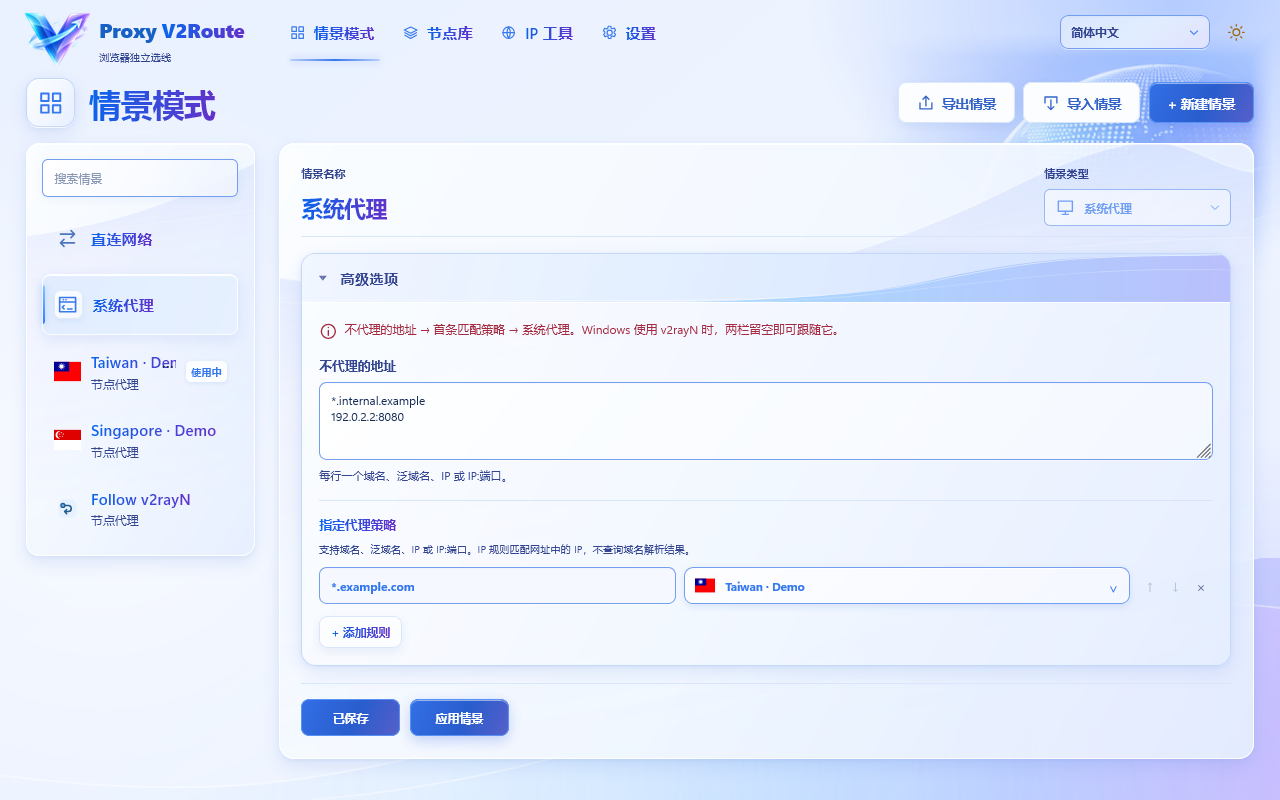 Proxy V2Route
浏览器独立选线
情景模式
节点库
IP 工具
设置
简体中文
情景模式
导出情景
导入情景
+ 新建情景
搜索情景
直连网络
系统代理
Taiwan · Den
节点代理
使用中
Singapore · Demo
节点代理
Follow v2rayN
节点代理
情景名称
系统代理
情景类型
系统代理
高级选项
不代理的地址 → 首条匹配策略 → 系统代理。Windows 使用 v2rayN 时，两栏留空即可跟随它。
不代理的地址
*.internal.example
192.0.2.2:8080
每行一个域名、泛域名、IP 或 IP:端口。
指定代理策略
支持域名、泛域名、IP 或 IP:端口。IP 规则匹配网址中的 IP，不查询域名解析结果。
*.example.com
Taiwan · Demo
↑ ↓ ×
+ 添加规则
已保存
应用情景